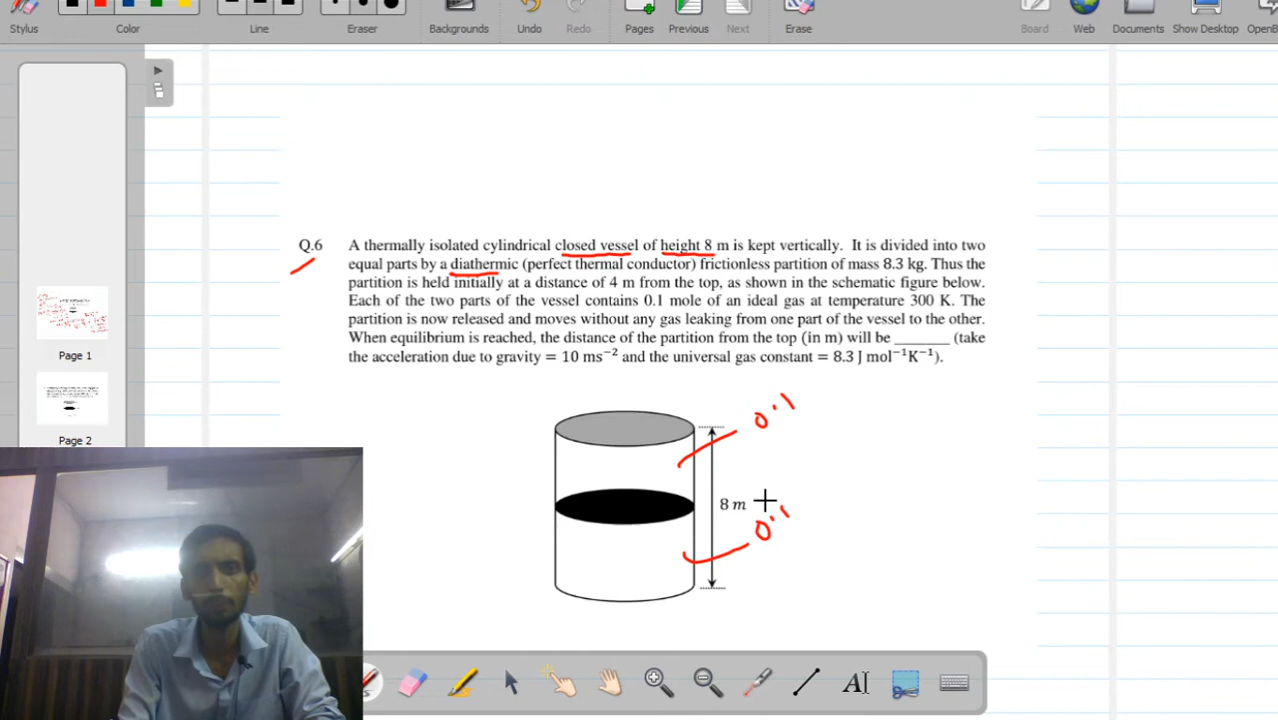 Stylus
Color
Line
Eraser
Backgrounds
Undo
Redo
Pages
Previous
Next
Erase
Board
Web
Documents
Show Desktop
OpenB
Q.6 A thermally isolated cylindrical closed vessel of height 8 m is kept vertically. It is divided into two
equal parts by a diathermic (perfect thermal conductor) frictionless partition of mass 8.3 kg. Thus the
partition is held initially at a distance of 4 m from the top, as shown in the schematic figure below.
Each of the two parts of the vessel contains 0.1 mole of an ideal gas at temperature 300 K. The
partition is now released and moves without any gas leaking from one part of the vessel to the other.
When equilibrium is reached, the distance of the partition from the top (in m) will be _______ (take
the acceleration due to gravity = 10 ms⁻² and the universal gas constant = 8.3 J mol⁻¹K⁻¹).
0.1
8 m
0.1
Page 1
Page 2